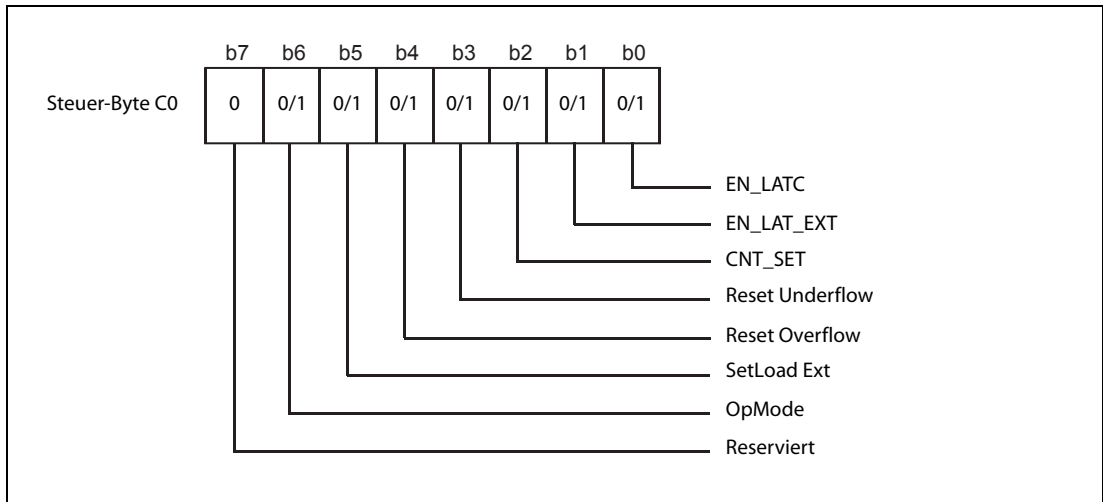 b7 b6 b5 b4 b3 b2 b1 b0
Steuer-Byte C0 0 0/1 0/1 0/1 0/1 0/1 0/1 0/1
EN_LATC
EN_LAT_EXT
CNT_SET
Reset Underflow
Reset Overflow
SetLoad Ext
OpMode
Reserviert